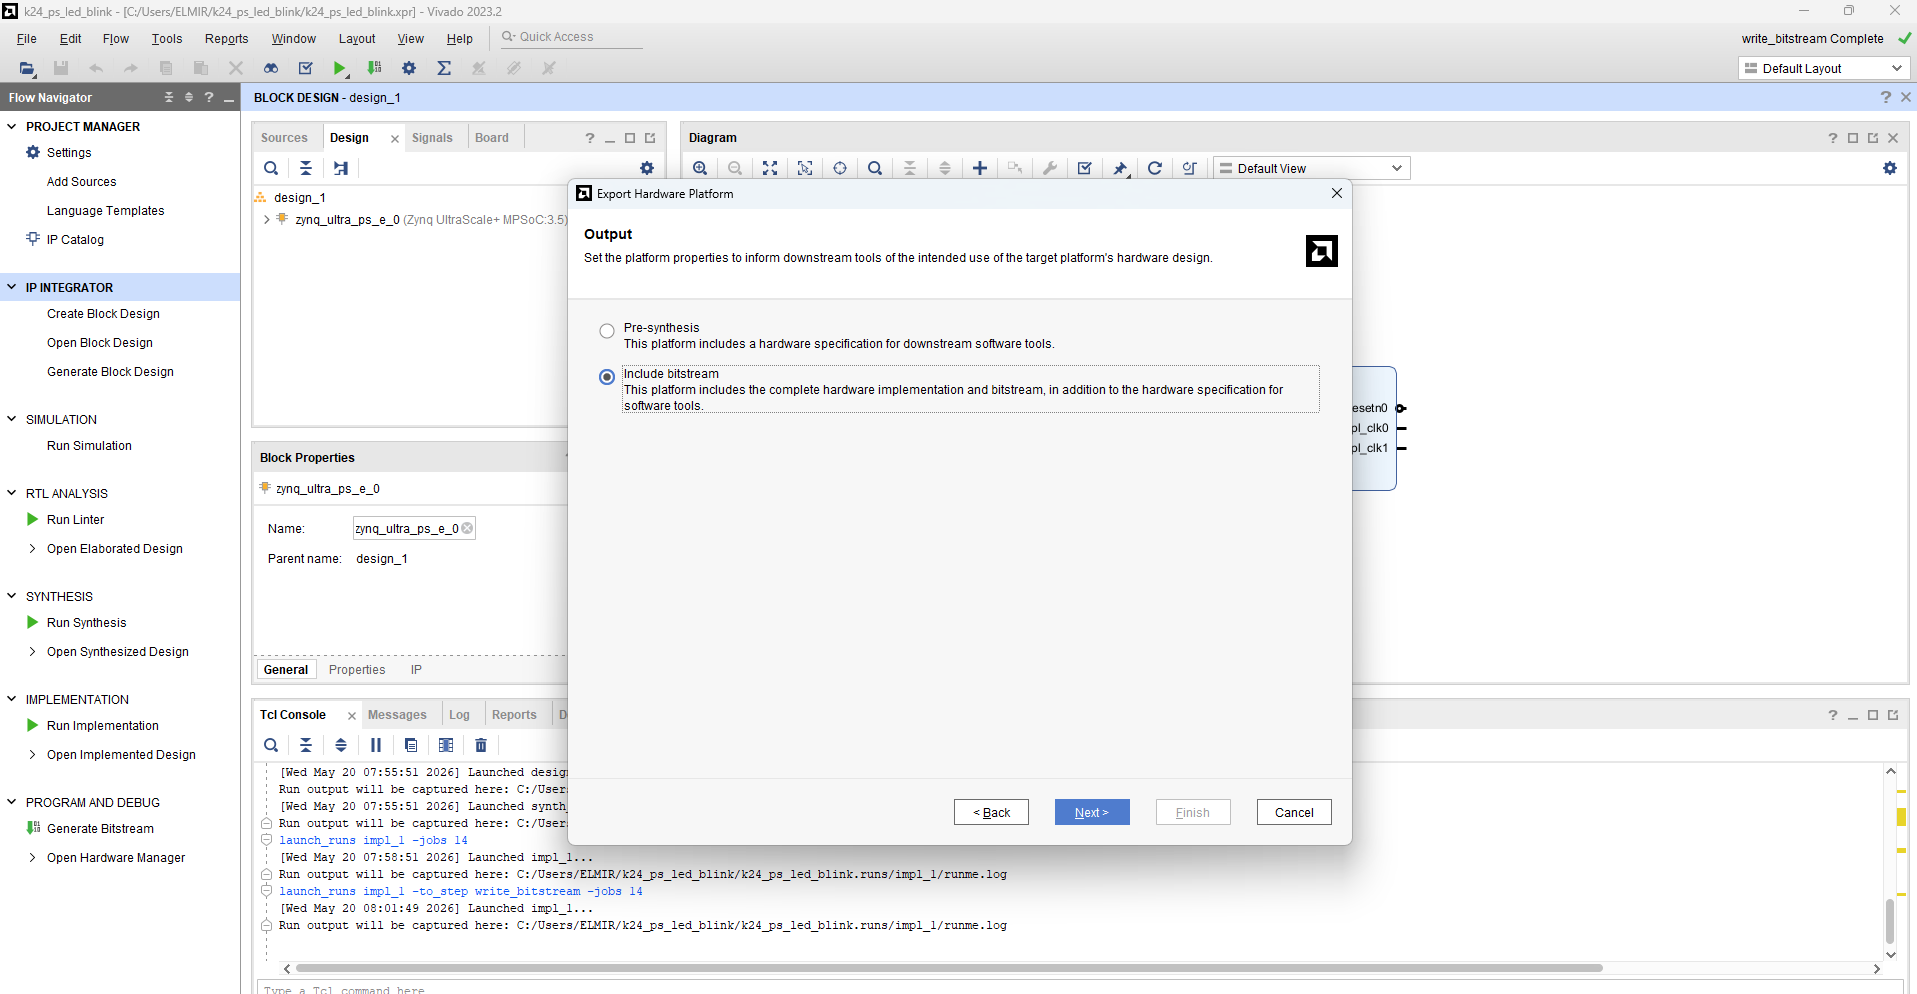 k24_ps_led_blink - [C:/Users/ELMIR/k24_ps_led_blink/k24_ps_led_blink.xpr] - Vivado 2023.2
File Edit Flow Tools Reports Window Layout View Help Quick Access
write_bitstream Complete
Default Layout
Flow Navigator
PROJECT MANAGER
Settings
Add Sources
Language Templates
IP Catalog
IP INTEGRATOR
Create Block Design
Open Block Design
Generate Block Design
SIMULATION
Run Simulation
RTL ANALYSIS
Run Linter
Open Elaborated Design
SYNTHESIS
Run Synthesis
Open Synthesized Design
IMPLEMENTATION
Run Implementation
Open Implemented Design
PROGRAM AND DEBUG
Generate Bitstream
Open Hardware Manager
BLOCK DESIGN - design_1
Sources Design Signals Board
design_1
zynq_ultra_ps_e_0 (Zynq UltraScale+ MPSoC:3.5)
Block Properties
zynq_ultra_ps_e_0
Name: zynq_ultra_ps_e_0
Parent name: design_1
General Properties IP
Diagram
Default View
esetn0
pl_clk0
pl_clk1
Export Hardware Platform
Output
Set the platform properties to inform downstream tools of the intended use of the target platform's hardware design.
Pre-synthesis
This platform includes a hardware specification for downstream software tools.
Include bitstream
This platform includes the complete hardware implementation and bitstream, in addition to the hardware specification for
software tools.
< Back Next > Finish Cancel
Tcl Console Messages Log Reports D
[Wed May 20 07:55:51 2026] Launched desig
Run output will be captured here: C:/User
[Wed May 20 07:55:51 2026] Launched synth_
Run output will be captured here: C:/User
launch_runs impl_1 -jobs 14
[Wed May 20 07:58:51 2026] Launched impl_1...
Run output will be captured here: C:/Users/ELMIR/k24_ps_led_blink/k24_ps_led_blink.runs/impl_1/runme.log
launch_runs impl_1 -to_step write_bitstream -jobs 14
[Wed May 20 08:01:49 2026] Launched impl_1...
Run output will be captured here: C:/Users/ELMIR/k24_ps_led_blink/k24_ps_led_blink.runs/impl_1/runme.log
Type a Tcl command here